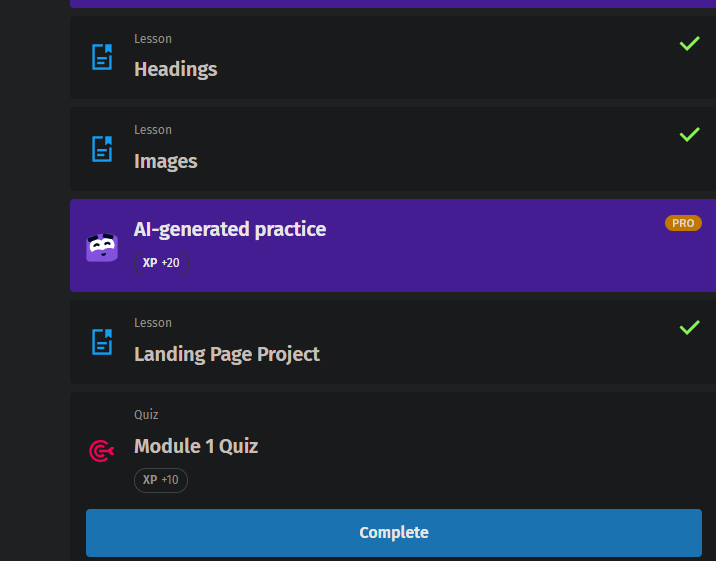 Lesson
Headings
Lesson
Images
AI-generated practice
PRO
XP +20
Lesson
Landing Page Project
Quiz
Module 1 Quiz
XP +10
Complete